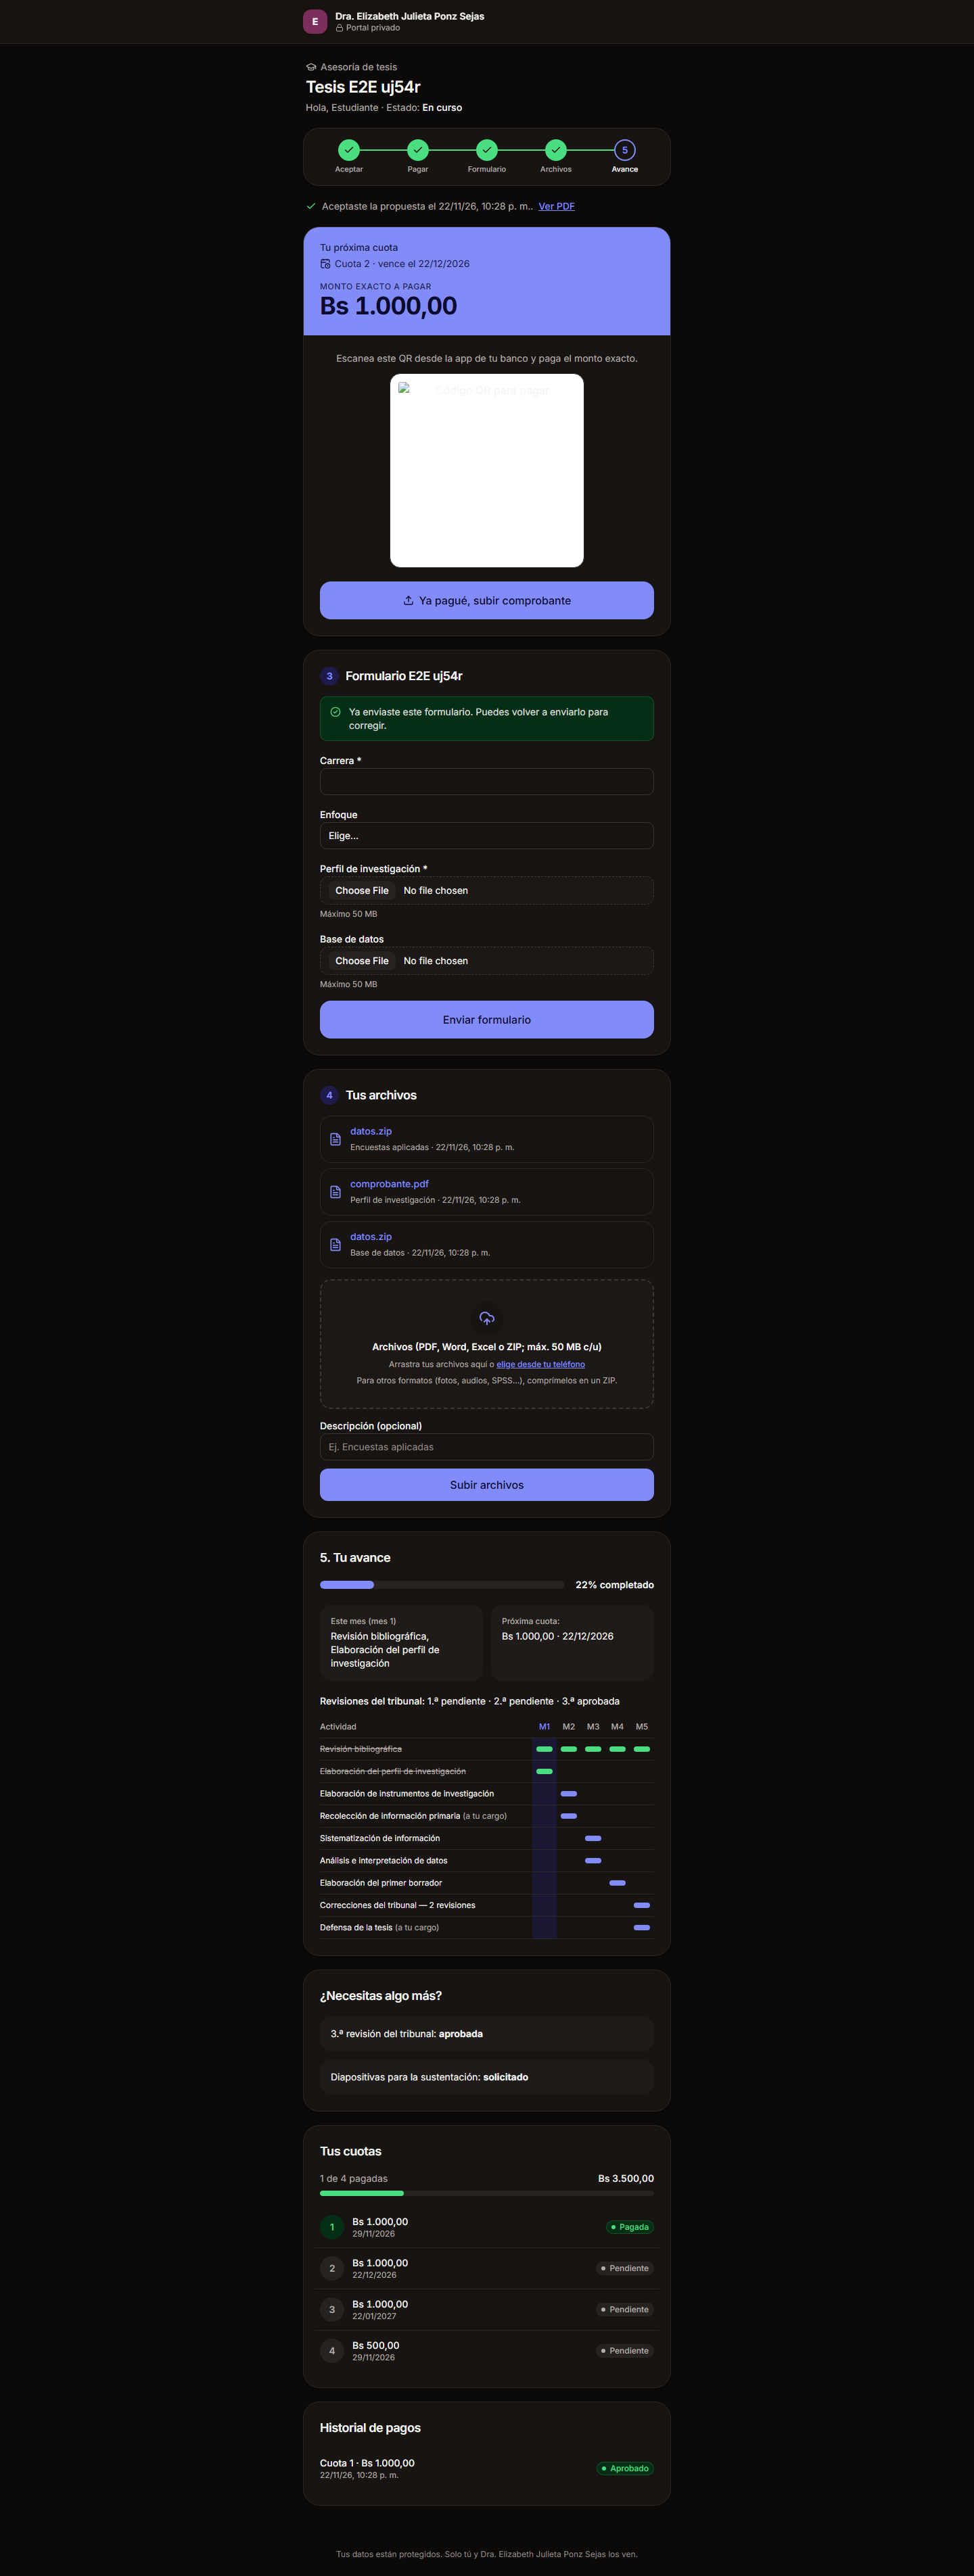 E
Dra. Elizabeth Julieta Ponz Sejas
Portal privado
Asesoría de tesis
Tesis E2E uj54r
Hola, Estudiante · Estado: En curso
5
Aceptar Pagar Formulario Archivos Avance
Aceptaste la propuesta el 22/11/26, 10:28 p. m.. Ver PDF
Tu próxima cuota
Cuota 2 · vence el 22/12/2026
MONTO EXACTO A PAGAR
Bs 1.000,00
Escanea este QR desde la app de tu banco y paga el monto exacto.
Código QR para pagar
Ya pagué, subir comprobante
3 Formulario E2E uj54r
Ya enviaste este formulario. Puedes volver a enviarlo para
corregir.
Carrera *
Enfoque
Elige...
Perfil de investigación *
Choose File No file chosen
Máximo 50 MB
Base de datos
Choose File No file chosen
Máximo 50 MB
Enviar formulario
4 Tus archivos
datos.zip
Encuestas aplicadas · 22/11/26, 10:28 p. m.
comprobante.pdf
Perfil de investigación · 22/11/26, 10:28 p. m.
datos.zip
Base de datos · 22/11/26, 10:28 p. m.
Archivos (PDF, Word, Excel o ZIP; máx. 50 MB c/u)
Arrastra tus archivos aquí o elige desde tu teléfono
Para otros formatos (fotos, audios, SPSS…), comprímelos en un ZIP.
Descripción (opcional)
Ej. Encuestas aplicadas
Subir archivos
5. Tu avance
22% completado
Este mes (mes 1)
Revisión bibliográfica,
Elaboración del perfil de
investigación
Próxima cuota:
Bs 1.000,00 · 22/12/2026
Revisiones del tribunal: 1.ª pendiente · 2.ª pendiente · 3.ª aprobada
Actividad M1 M2 M3 M4 M5
Revisión bibliográfica
Elaboración del perfil de investigación
Elaboración de instrumentos de investigación
Recolección de información primaria (a tu cargo)
Sistematización de información
Análisis e interpretación de datos
Elaboración del primer borrador
Correcciones del tribunal — 2 revisiones
Defensa de la tesis (a tu cargo)
¿Necesitas algo más?
3.ª revisión del tribunal: aprobada
Diapositivas para la sustentación: solicitado
Tus cuotas
1 de 4 pagadas Bs 3.500,00
1 Bs 1.000,00 Pagada
29/11/2026
2 Bs 1.000,00 Pendiente
22/12/2026
3 Bs 1.000,00 Pendiente
22/01/2027
4 Bs 500,00 Pendiente
29/11/2026
Historial de pagos
Cuota 1 · Bs 1.000,00 Aprobado
22/11/26, 10:28 p. m.
Tus datos están protegidos. Solo tú y Dra. Elizabeth Julieta Ponz Sejas los ven.